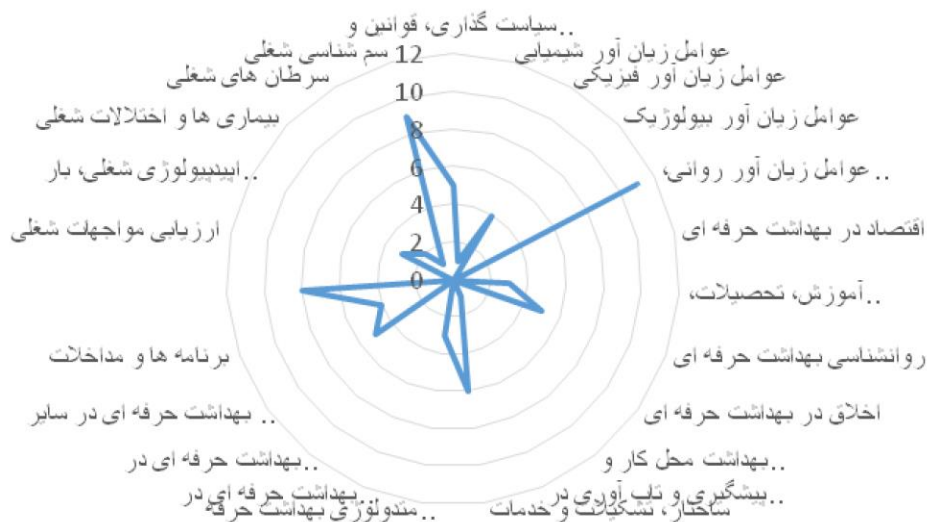 سیاست گذاری، قوانین و..
عوامل زیان آور شیمیایی
عوامل زیان آور فیزیکی
عوامل زیان آور بیولوژیک
عوامل زیان آور روانی، ..
اقتصاد در بهداشت حرفه ای
آموزش، تحصیلات، ..
روانشناسی بهداشت حرفه ای
اخلاق در بهداشت حرفه ای
بهداشت محل کار و..
پیشگیری و تاب آوری در..
ساختار، تشکیلات و خدمات
متدولوژی بهداشت حرفه..
بهداشت حرفه ای در..
بهداشت حرفه ای در..
بهداشت حرفه ای در سایر ..
برنامه ها و مداخلات
ارزیابی مواجهات شغلی
اپیدمیولوژی شغلی، بار..
بیماری ها و اختلالات شغلی
سرطان های شغلی
سم شناسی شغلی
12
10
8
6
4
2
0